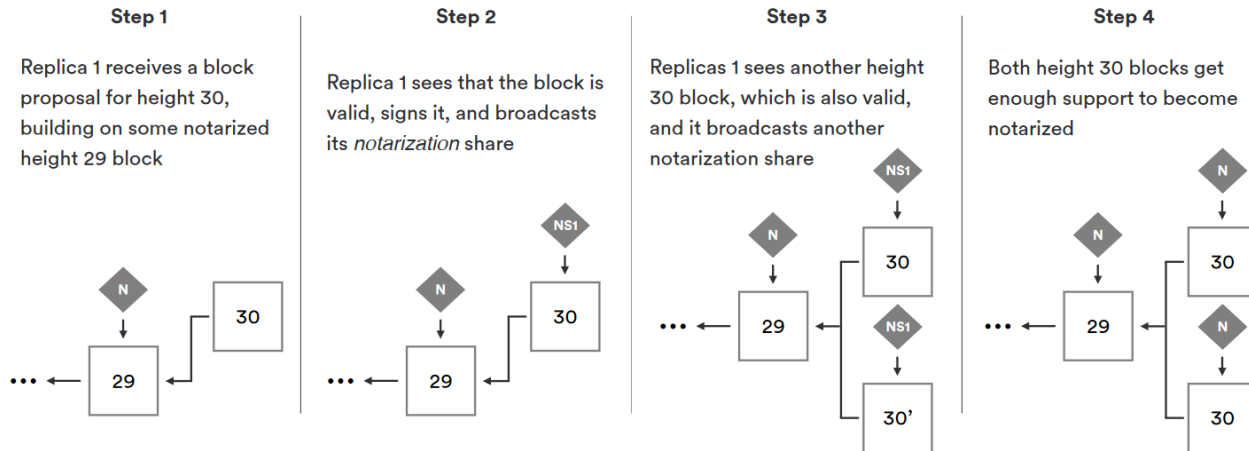 Step 1
Replica 1 receives a block
proposal for height 30,
building on some notarized
height 29 block
N
30
29
•••
Step 2
Replica 1 sees that the block is
valid, signs it, and broadcasts
its notarization share
NS1
N
30
29
•••
Step 3
Replicas 1 sees another height
30 block, which is also valid,
and it broadcasts another
notarization share
NS1
N
30
29
NS1
•••
30’
Step 4
Both height 30 blocks get
enough support to become
notarized
N
N
30
29
N
•••
30